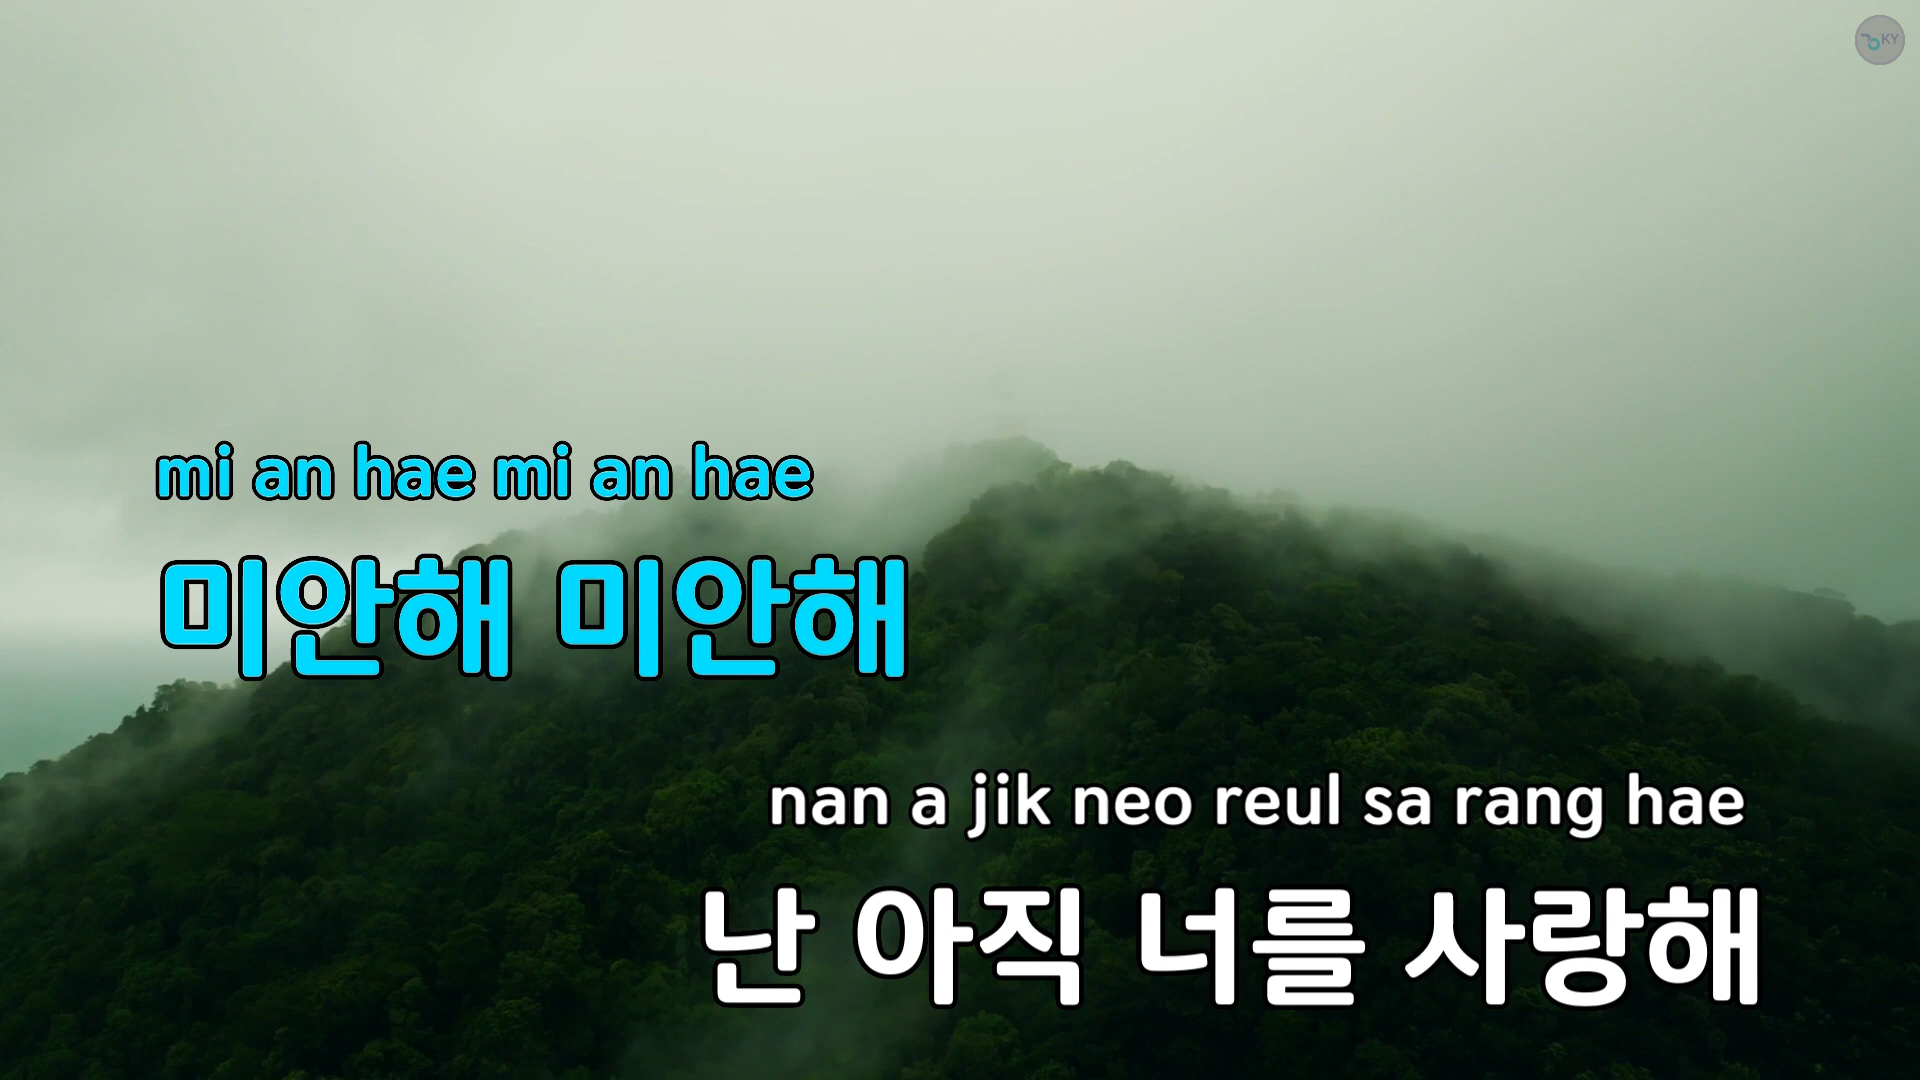 KY
mi an hae mi an hae
미안해 미안해
nan a jik neo reul sa rang hae
난 아직 너를 사랑해